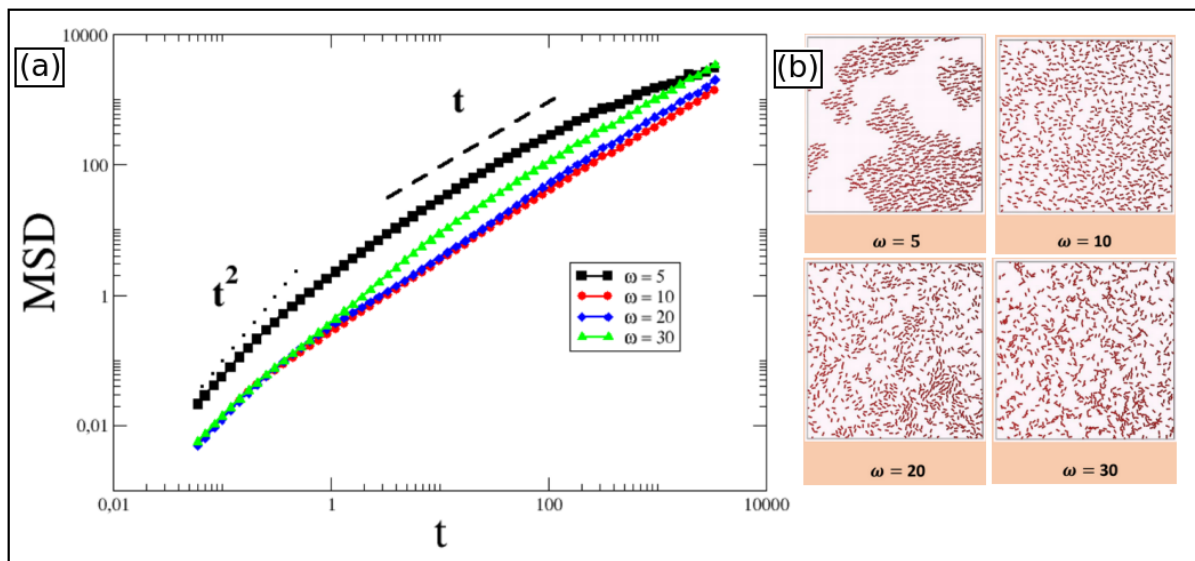 (a)
MSD
10000
100
1
0,01
0,01
1
100
10000
t
t
t²
ω = 5
ω = 10
ω = 20
ω = 30
(b)
ω = 5
ω = 10
ω = 20
ω = 30